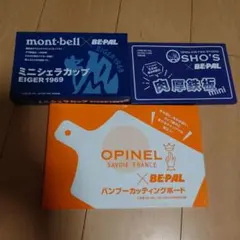 mont-bell × BE-PAL
ミニシェラカップ
EIGER 1969
SHO'S × BE-PAL
肉厚鉄板
mini
OPINEL
SAVOIE FRANCE
× BE-PAL
バンブーカッティングボード